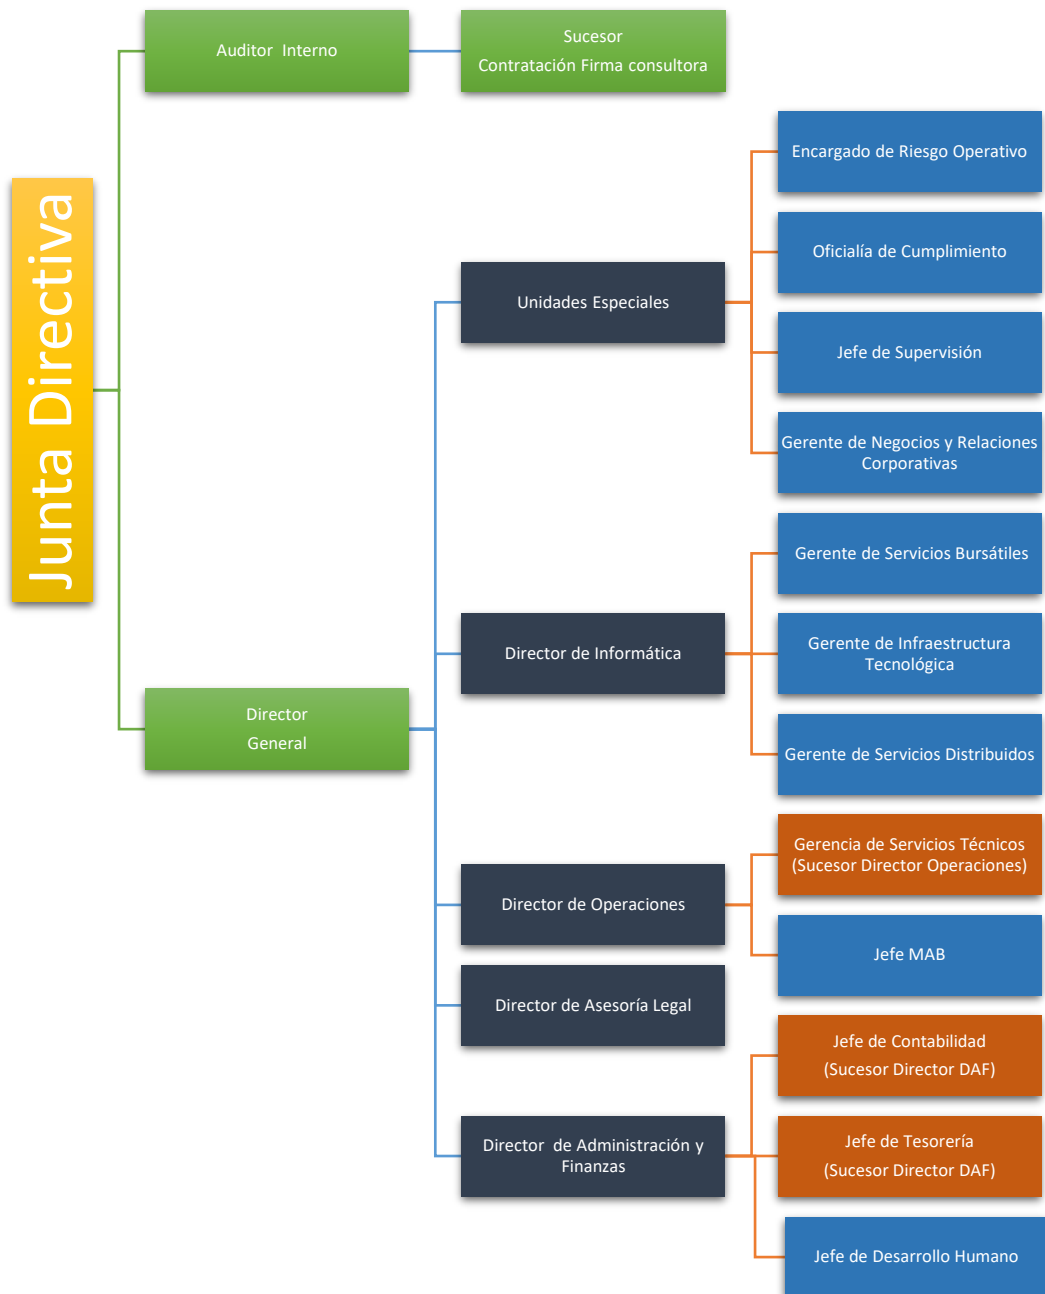 Junta Directiva
Auditor Interno
Sucesor
Contratación Firma consultora
Director
General
Unidades Especiales
Encargado de Riesgo Operativo
Oficialía de Cumplimiento
Jefe de Supervisión
Gerente de Negocios y Relaciones
Corporativas
Director de Informática
Gerente de Servicios Bursátiles
Gerente de Infraestructura
Tecnológica
Gerente de Servicios Distribuidos
Director de Operaciones
Gerencia de Servicios Técnicos
(Sucesor Director Operaciones)
Jefe MAB
Director de Asesoría Legal
Director de Administración y
Finanzas
Jefe de Contabilidad
(Sucesor Director DAF)
Jefe de Tesorería
(Sucesor Director DAF)
Jefe de Desarrollo Humano